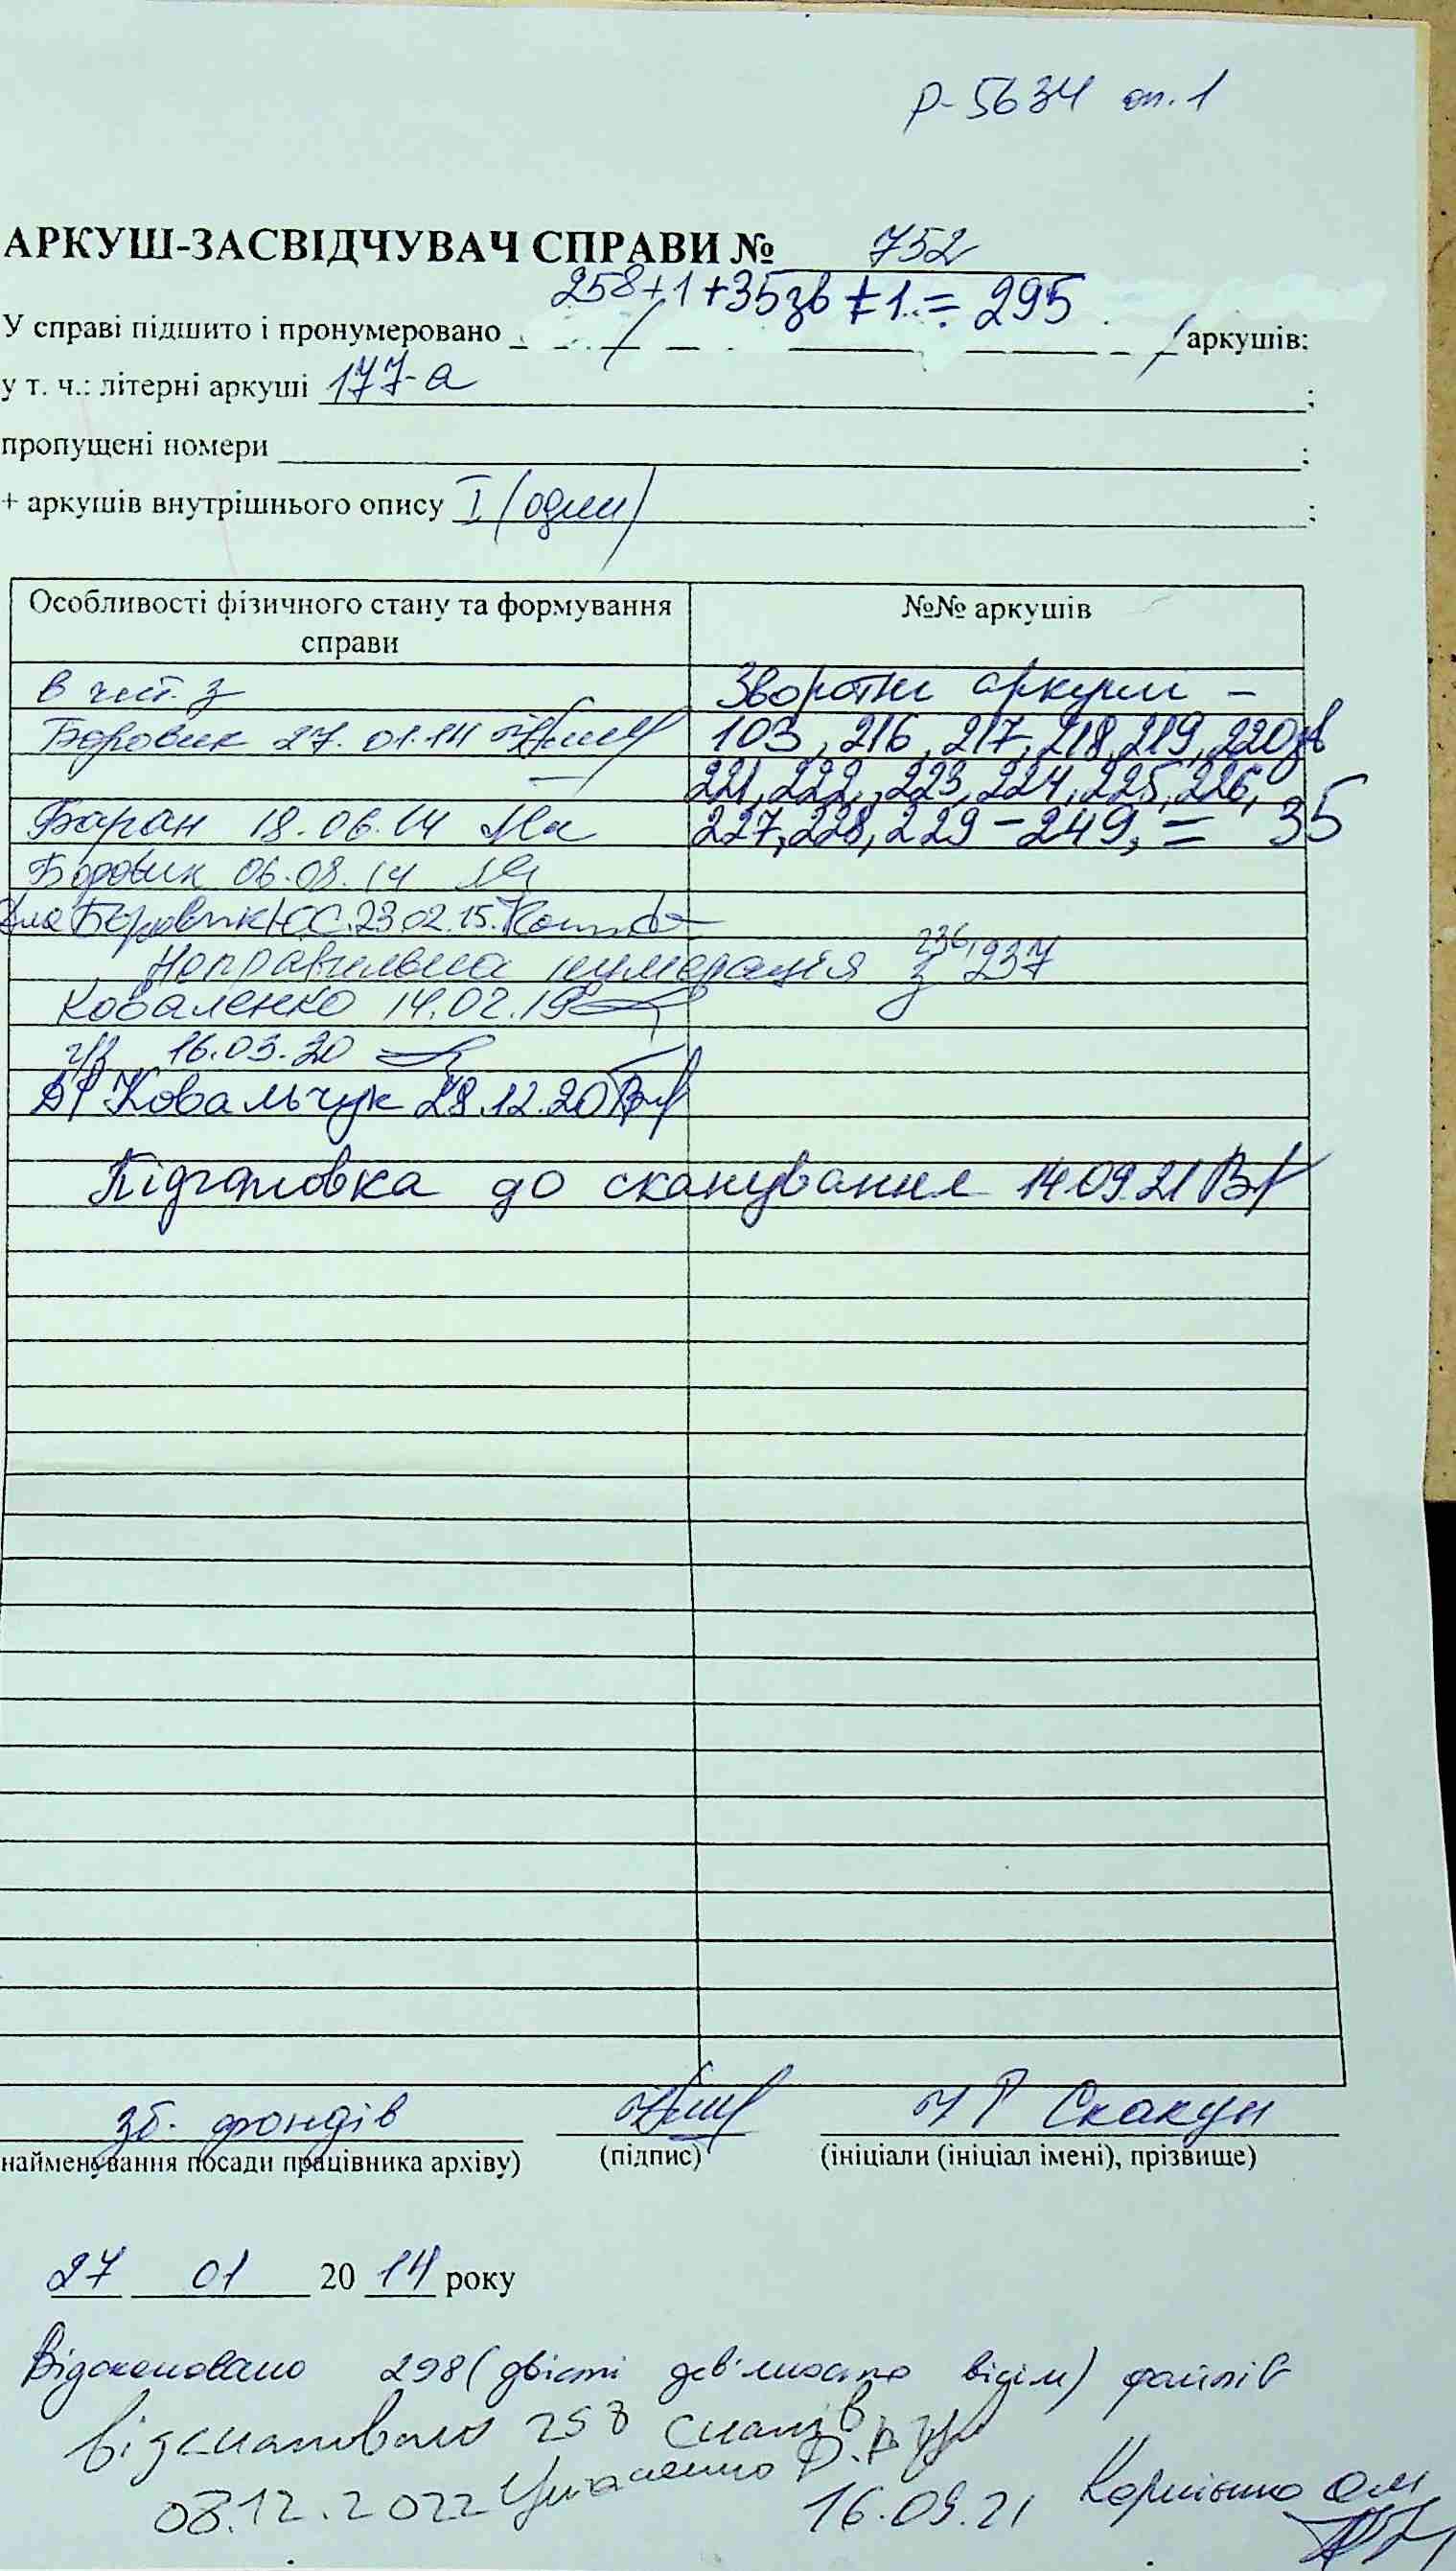 Р-5634 оп. 1
АРКУШ-ЗАСВІДЧУВАЧ СПРАВИ № 752
258+1+35зв+1 = 295
У справі підшито і пронумеровано аркушів;
у т. ч.: літерні аркуші 177-а ;
пропущені номери ;
+ аркушів внутрішнього опису I (один) ;
Особливості фізичного стану та формування справи №№ аркушів
в чит. з Зворотні аркуші –
Боровик 27.01.14 103, 216, 217, 218, 219, 220зв
221, 222, 223, 224, 225, 226,
Баран 18.06.14 227, 228, 229 – 249, = 35
Боровик 06.08.14
Боровик Ю.С. 23.02.15.
Неправильна нумерація з 236, 237
Коваленко 14.02.19
16.03.20
Ковальчук 28.12.20
Підготовка до сканування 14.09.21
зб. фондів Скакун
найменування посади працівника архіву) (підпис) (ініціали (ініціал імені), прізвище)
27 01 20 14 року
Відскановано 298 (двісті дев'яносто вісім) файлів
Відскановано 258 сканів
08.12.2022 16.09.21